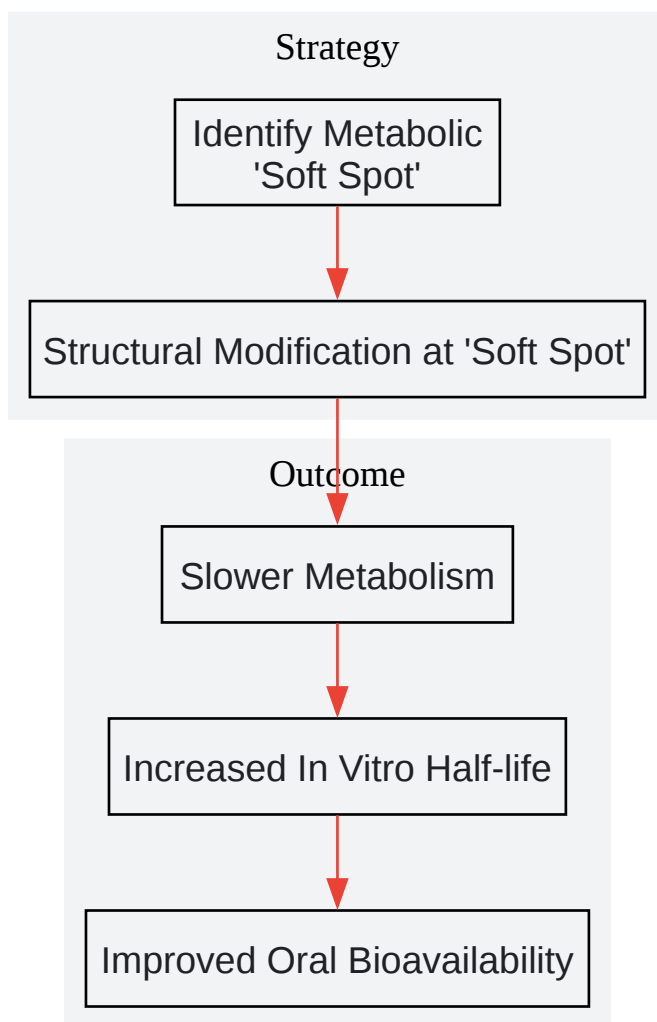 Strategy
Identify Metabolic
'Soft Spot'
Structural Modification at 'Soft Spot'
Outcome
Slower Metabolism
Increased In Vitro Half-life
Improved Oral Bioavailability